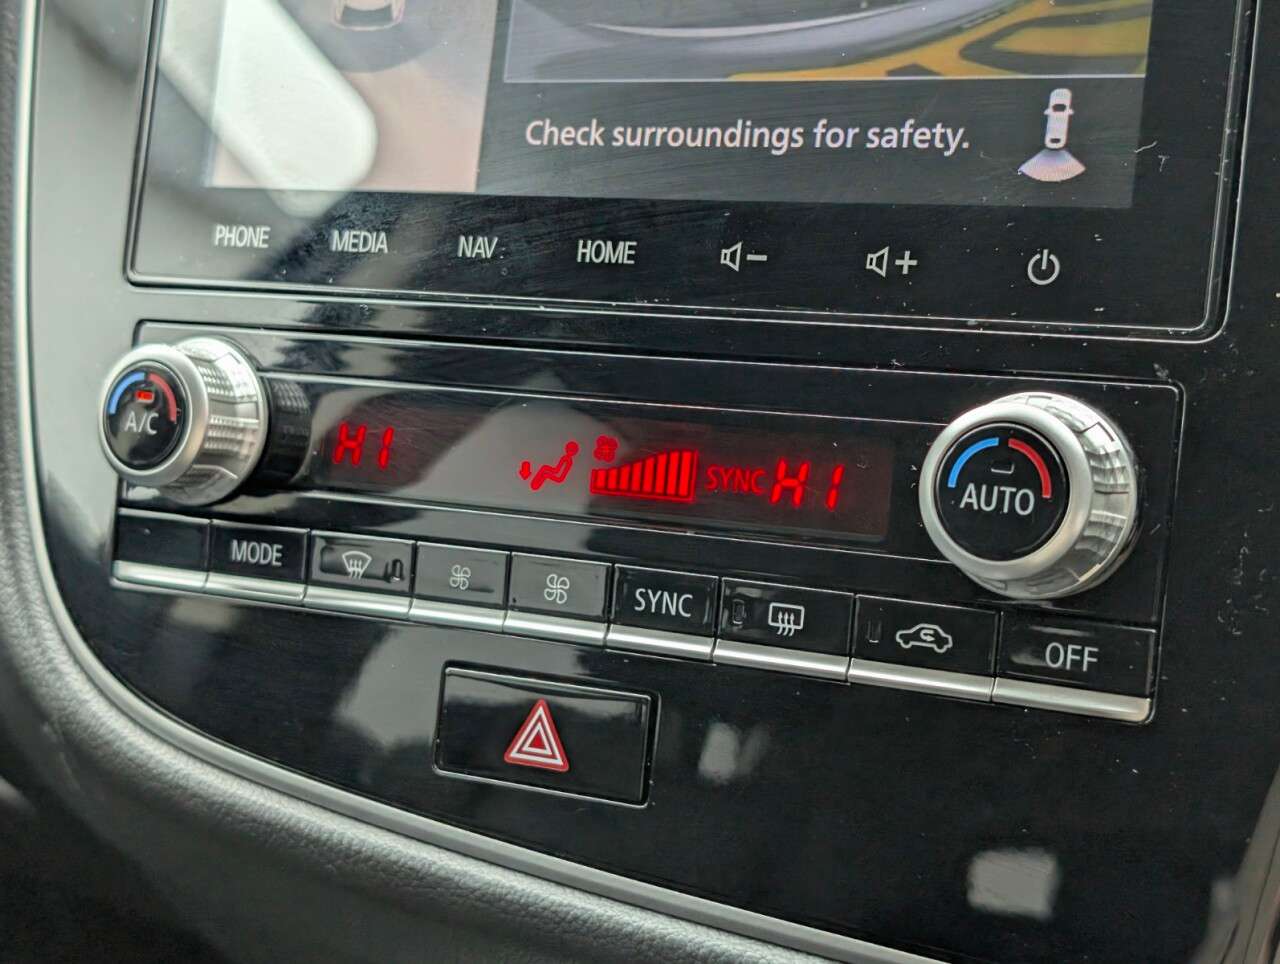 Check surroundings for safety.
PHONE MEDIA NAV HOME
A/C
HI SYNC HI
AUTO
MODE SYNC OFF